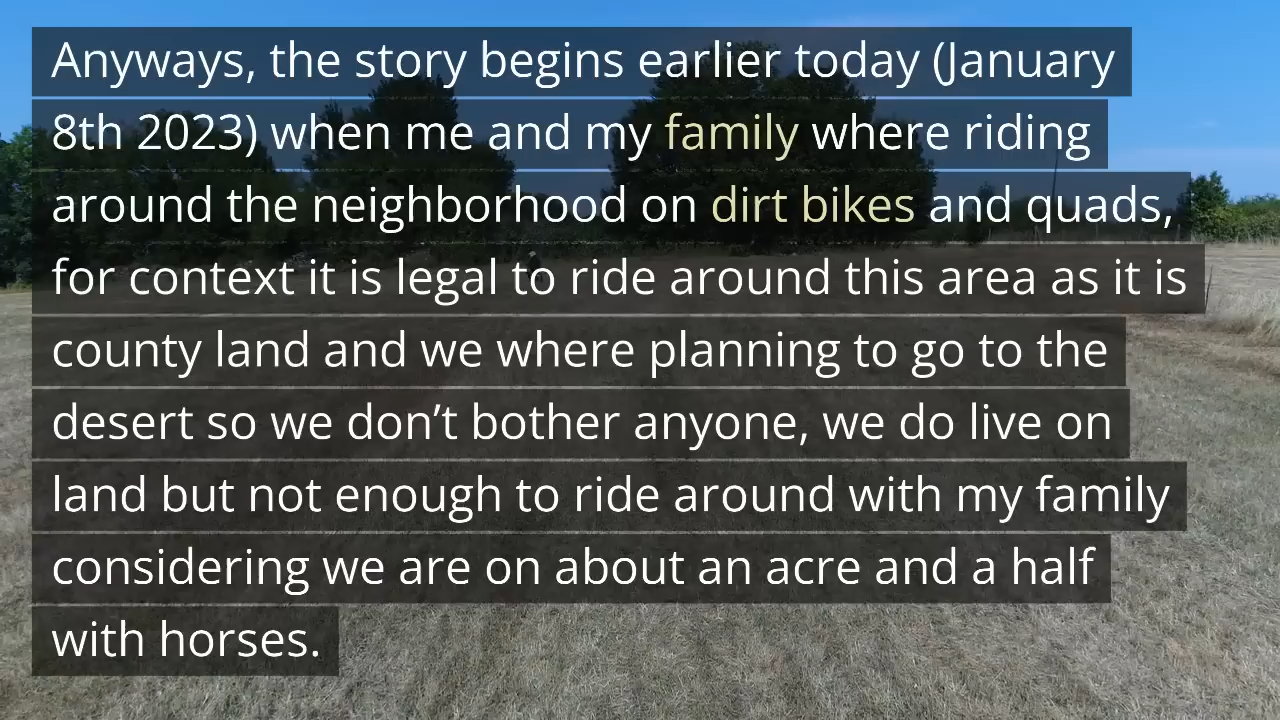 Anyways, the story begins earlier today (January
8th 2023) when me and my family where riding
around the neighborhood on dirt bikes and quads,
for context it is legal to ride around this area as it is
county land and we where planning to go to the
desert so we don’t bother anyone, we do live on
land but not enough to ride around with my family
considering we are on about an acre and a half
with horses.